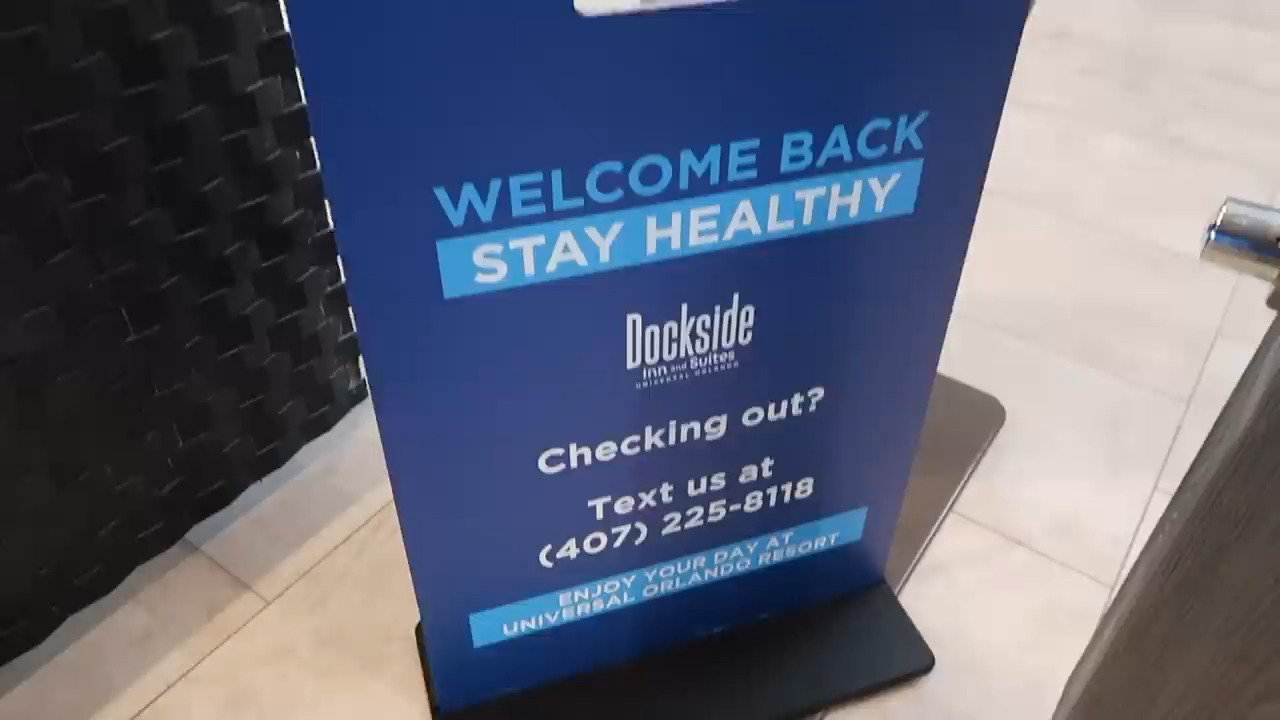 WELCOME BACK
STAY HEALTHY
Dockside
Inn and Suites
UNIVERSAL ORLANDO
Checking out?
Text us at
(407) 225-8118
ENJOY YOUR DAY AT
UNIVERSAL ORLANDO RESORT